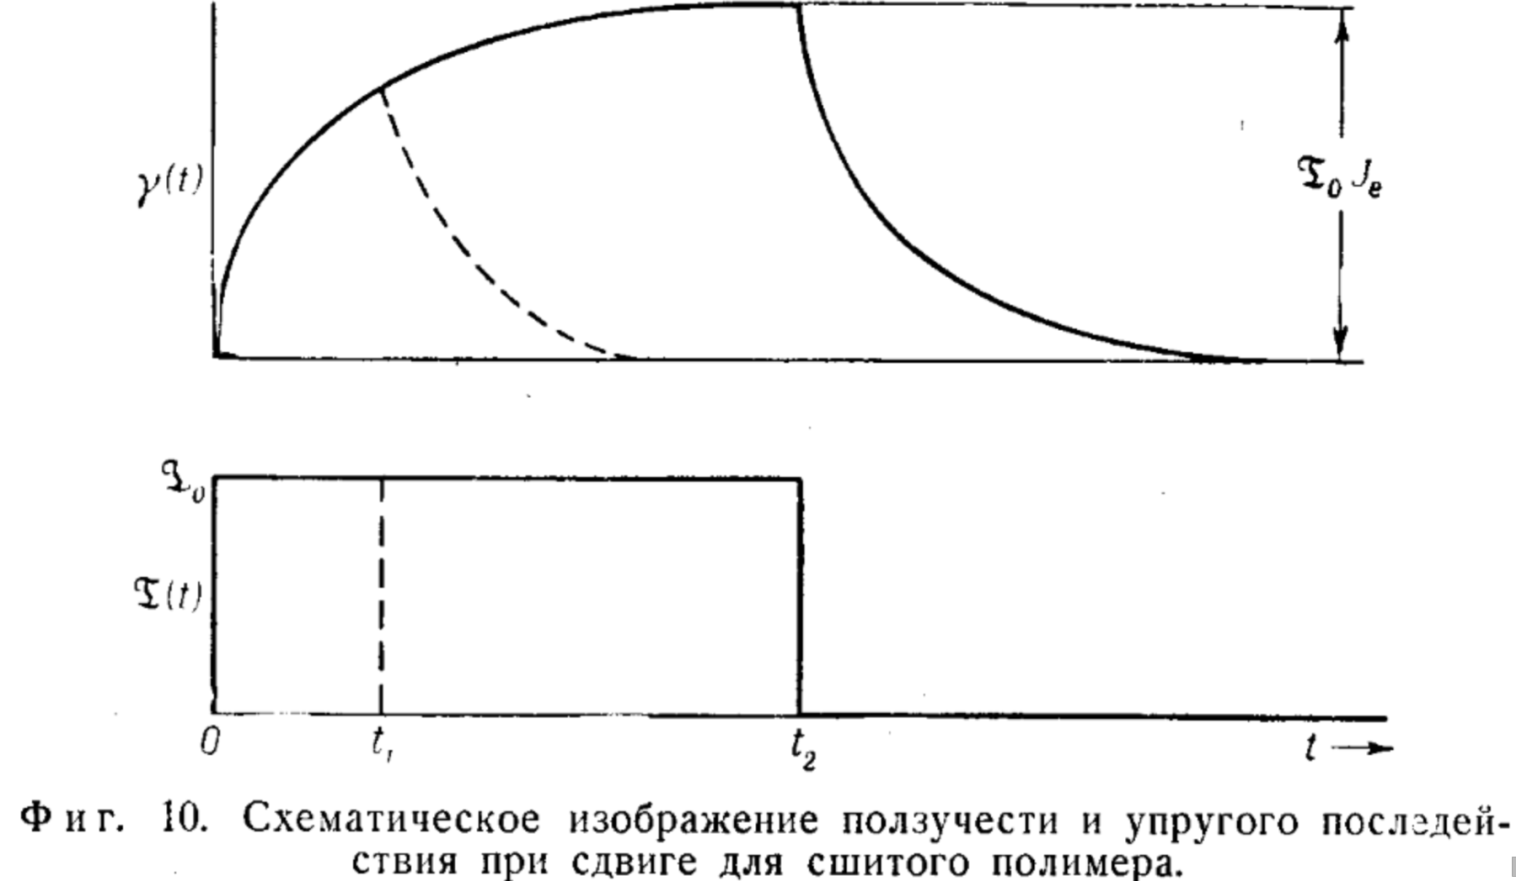 γ(t)
𝔗₀ Jₑ
𝔗₀
𝔗(t)
0 t₁ t₂ t
Фиг. 10. Схематическое изображение ползучести и упругого последей-
ствия при сдвиге для сшитого полимера.